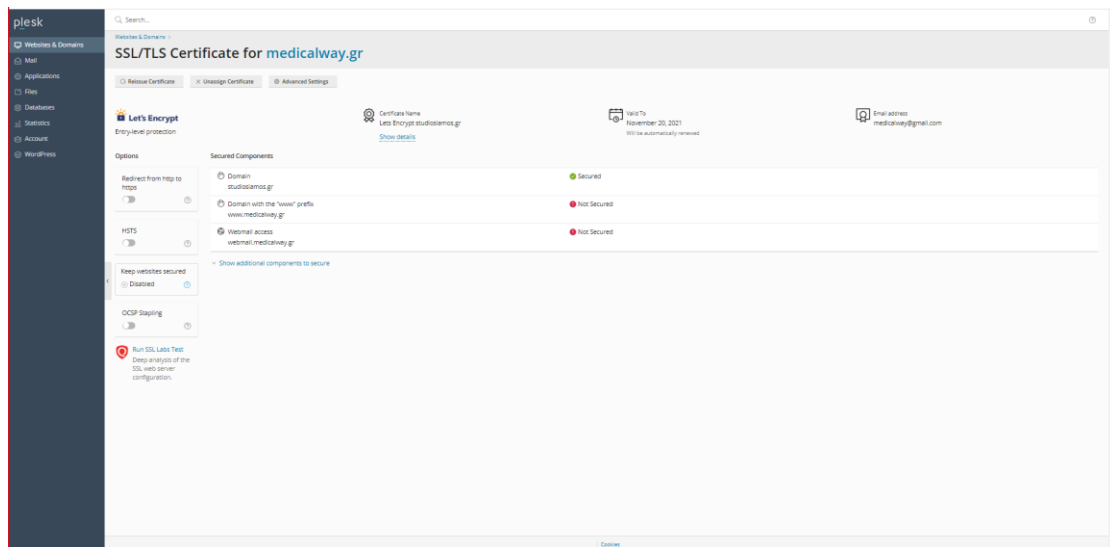 plesk
Search...
Websites & Domains
Mail
Applications
Files
Databases
Statistics
Account
WordPress
Websites & Domains >
SSL/TLS Certificate for medicalway.gr
Reissue Certificate
Unassign Certificate
Advanced Settings
Let's Encrypt
Entry-level protection
Certificate Name
Lets Encrypt studioslamos.gr
Show details
Valid To
November 20, 2021
Will be automatically renewed
Email address
medicalway@gmail.com
Options
Redirect from http to
https
HSTS
Keep websites secured
Disabled
OCSP Stapling
Run SSL Labs Test
Deep analysis of the
SSL web server
configuration.
Secured Components
Domain
studioslamos.gr
Secured
Domain with the "www" prefix
www.medicalway.gr
Not Secured
Webmail access
webmail.medicalway.gr
Not Secured
Show additional components to secure
Cookies